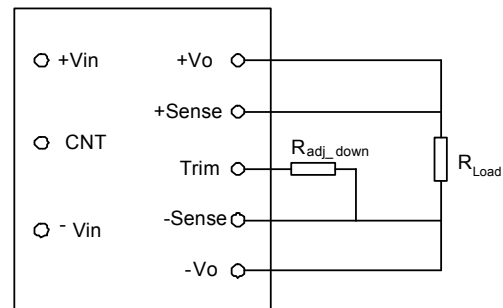 +Vin
+Vo
+Sense
CNT
Radj_down
Trim
RLoad
-Sense
- Vin
-Vo